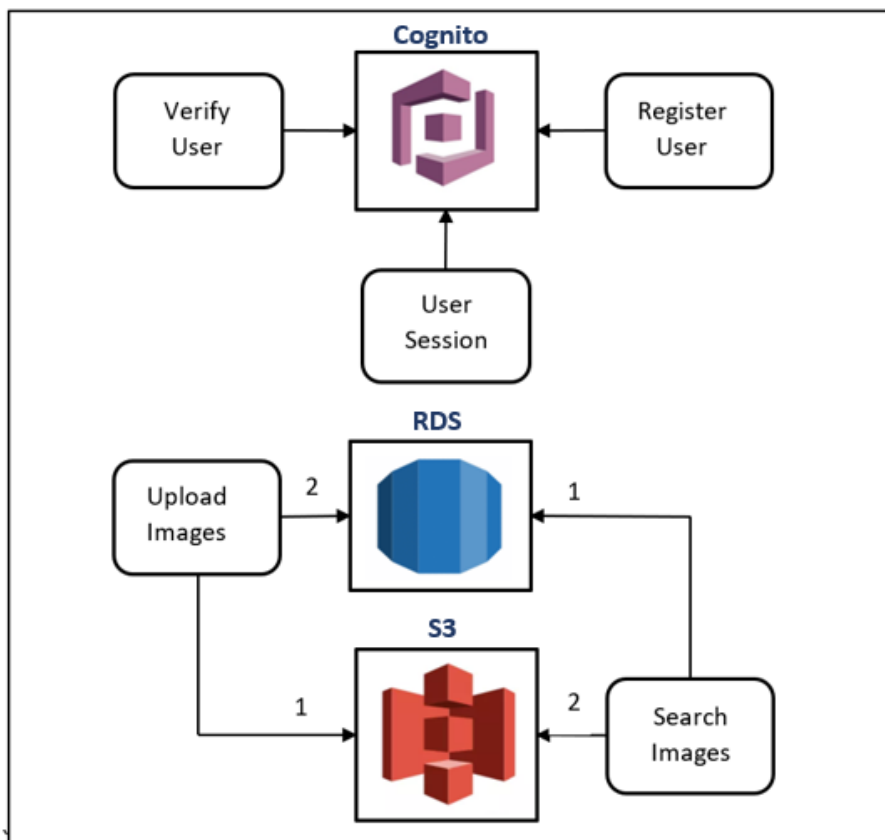 Cognito
Verify
User
Register
User
User
Session
RDS
Upload
Images
2
1
S3
1
2
Search
Images